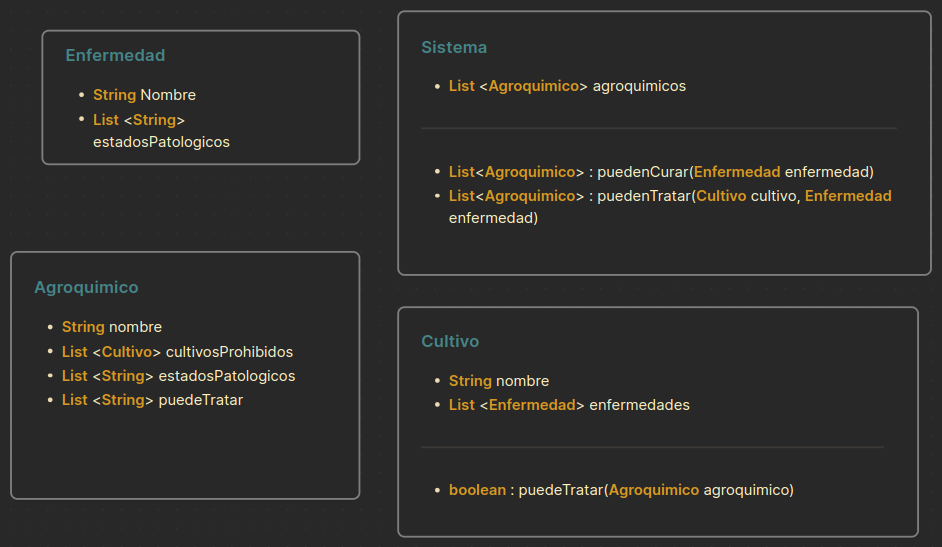 Enfermedad
• String Nombre
• List <String>
estadosPatologicos
Sistema
• List <Agroquimico> agroquimicos
• List<Agroquimico> : puedenCurar(Enfermedad enfermedad)
• List<Agroquimico> : puedenTratar(Cultivo cultivo, Enfermedad
enfermedad)
Agroquimico
• String nombre
• List <Cultivo> cultivosProhibidos
• List <String> estadosPatologicos
• List <String> puedeTratar
Cultivo
• String nombre
• List <Enfermedad> enfermedades
• boolean : puedeTratar(Agroquimico agroquimico)